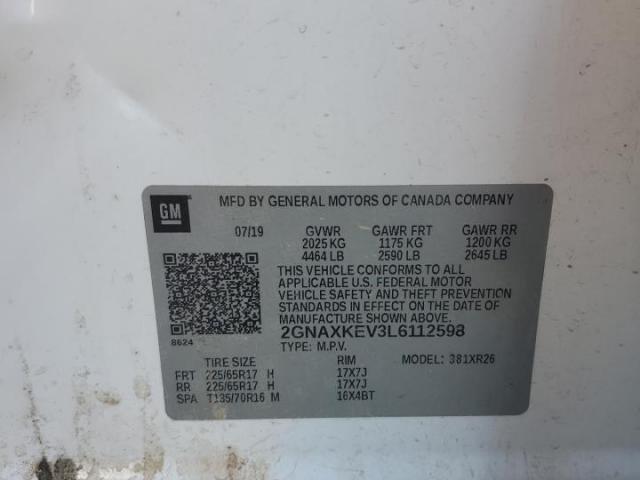 GM
MFD BY GENERAL MOTORS OF CANADA COMPANY
07/19 GVWR GAWR FRT GAWR RR
2025 KG 1175 KG 1200 KG
4464 LB 2590 LB 2645 LB
THIS VEHICLE CONFORMS TO ALL
APPLICABLE U.S. FEDERAL MOTOR
VEHICLE SAFETY AND THEFT PREVENTION
STANDARDS IN EFFECT ON THE DATE OF
MANUFACTURE SHOWN ABOVE.
8624
2GNAXKEV3L6112598
TYPE: M.P.V.
TIRE SIZE RIM MODEL: 381XR26
FRT 225/65R17 H 17X7J
RR 225/65R17 H 17X7J
SPA T135/70R16 M 16X4BT